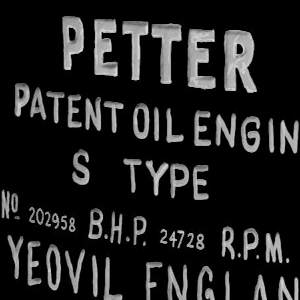 PETTER
PATENT OIL ENGIN
S TYPE
No 202958 B.H.P. 24728 R.P.M.
YEOVIL ENGLAN